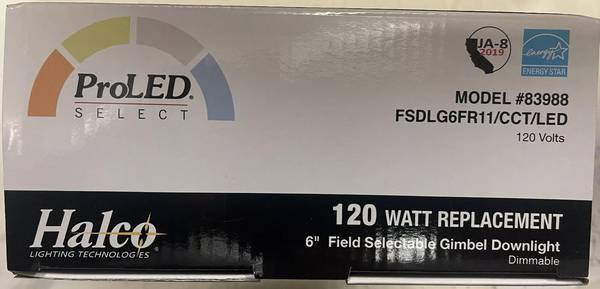 ProLED®
SELECT
JA-8
2019
energy
ENERGY STAR
MODEL #83988
FSDLG6FR11/CCT/LED
120 Volts
Halco
LIGHTING TECHNOLOGIES®
120 WATT REPLACEMENT
6" Field Selectable Gimbel Downlight
Dimmable